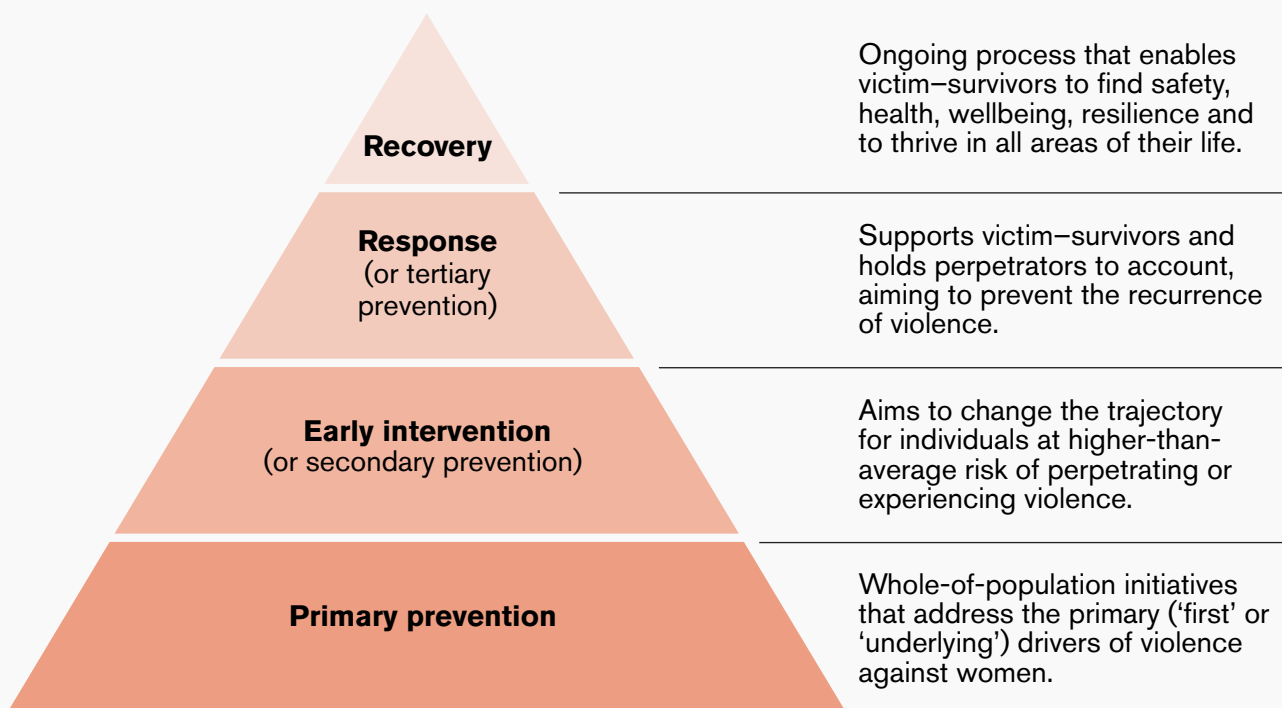 Recovery
Ongoing process that enables
victim–survivors to find safety,
health, wellbeing, resilience and
to thrive in all areas of their life.
Response
(or tertiary
prevention)
Supports victim–survivors and
holds perpetrators to account,
aiming to prevent the recurrence
of violence.
Early intervention
(or secondary prevention)
Aims to change the trajectory
for individuals at higher-than-
average risk of perpetrating or
experiencing violence.
Primary prevention
Whole-of-population initiatives
that address the primary (‘first’ or
‘underlying’) drivers of violence
against women.